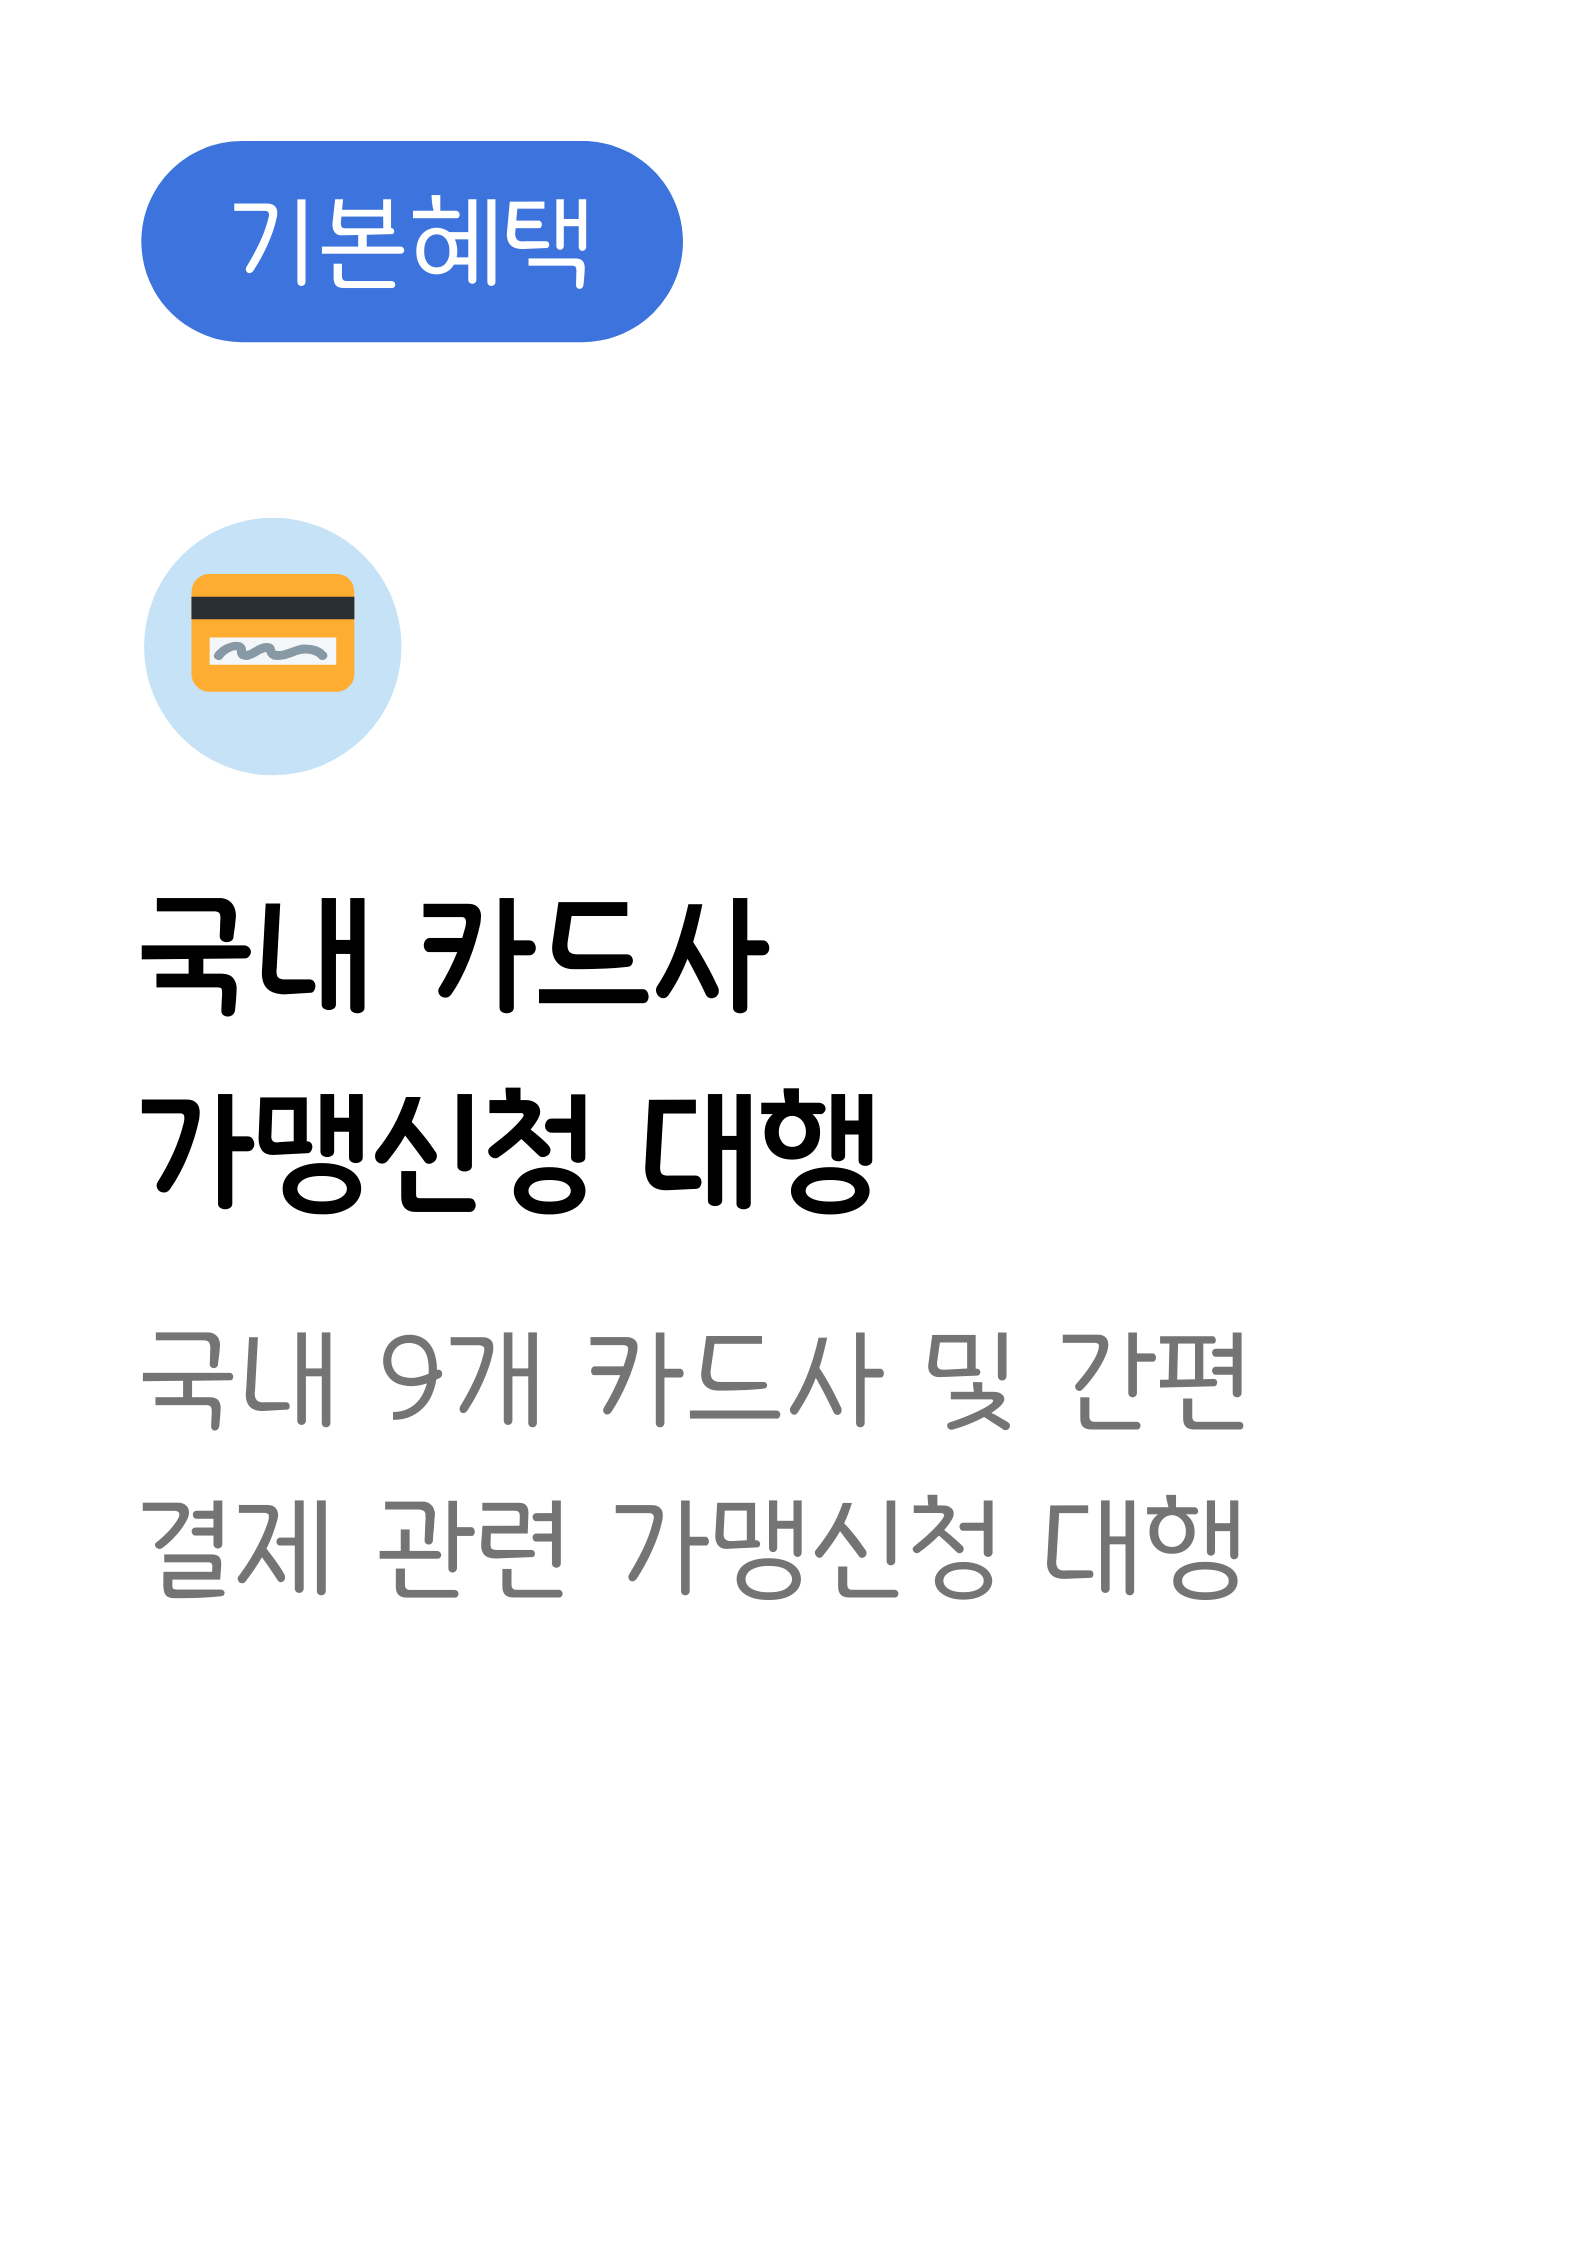 기본혜택
국내 카드사
가맹신청 대행
국내 9개 카드사 및 간편
결제 관련 가맹신청 대행